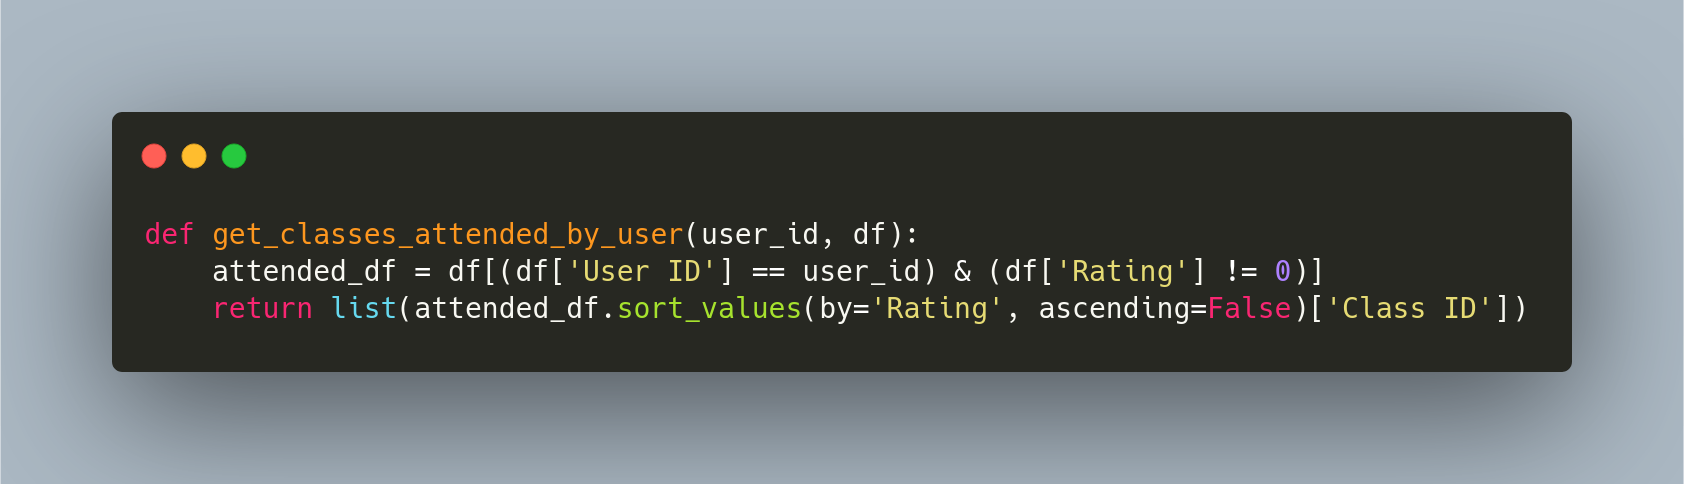 def get_classes_attended_by_user(user_id, df):
    attended_df = df[(df['User ID'] == user_id) & (df['Rating'] != 0)]
    return list(attended_df.sort_values(by='Rating', ascending=False)['Class ID'])